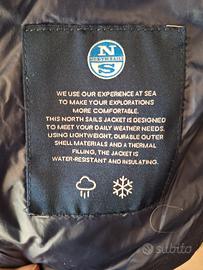 N
NORTH SAILS
S
WE USE OUR EXPERIENCE AT SEA
TO MAKE YOUR EXPLORATIONS
MORE COMFORTABLE.
THIS NORTH SAILS JACKET IS DESIGNED
TO MEET YOUR DAILY WEATHER NEEDS.
USING LIGHTWEIGHT, DURABLE OUTER
SHELL MATERIALS AND A THERMAL
FILLING, THE JACKET IS
WATER-RESISTANT AND INSULATING.
subito